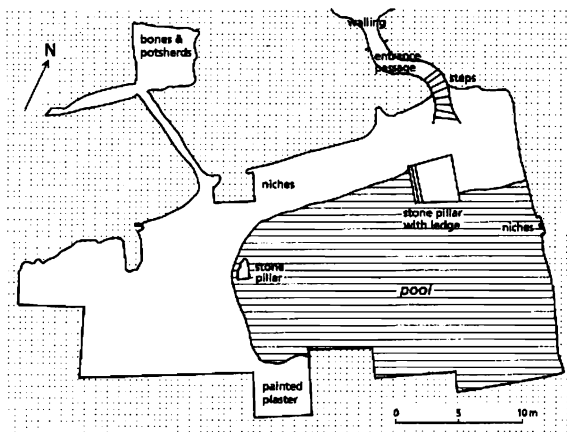 walling
N
bones &
potsherds
entrance
passage
steps
niches
stone pillar
with ledge
niches
stone
pillar
pool
painted
plaster
0 5 10 m